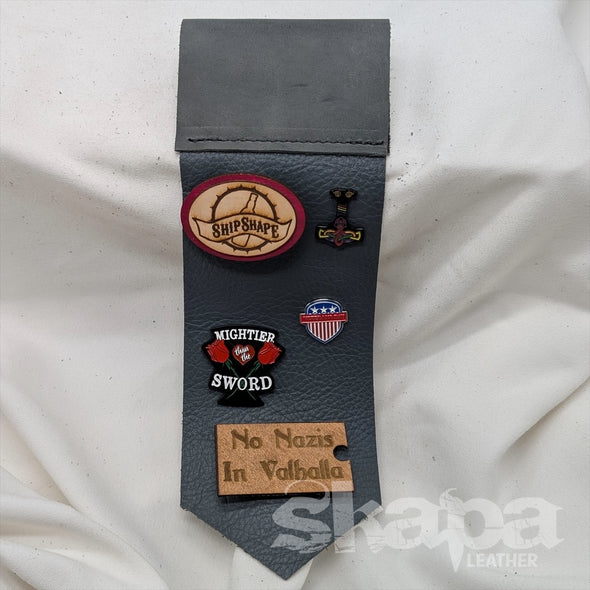 SHIPSHAPE
MIGHTIER
than
the
SWORD
No Nazis
In Valhalla
skapa
LEATHER